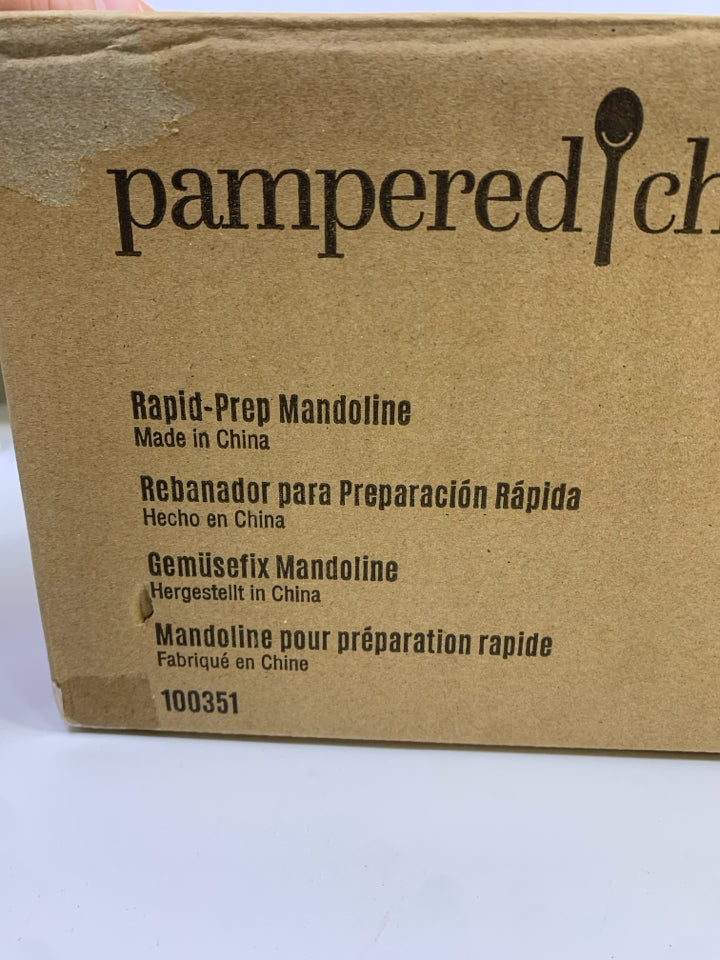 pampered ch
Rapid-Prep Mandoline
Made in China
Rebanador para Preparación Rápida
Hecho en China
Gemüsefix Mandoline
Hergestellt in China
Mandoline pour préparation rapide
Fabriqué en Chine
100351